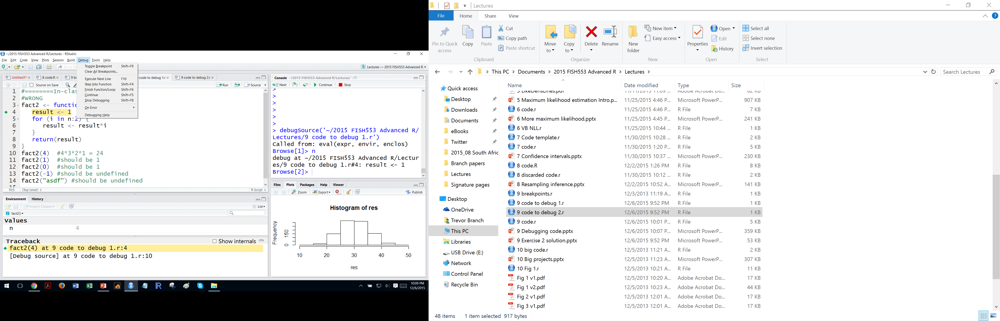 ~/2015 FISH553 Advanced R/Lectures - RStudio
File Edit Code View Plots Session Build Debug Tools Help
Go to fil
Lectures — 2015 FISH553 Advanced R
Toggle Breakpoint Shift+F9
Clear All Breakpoints...
Execute Next Line F10
Step Into Function Shift+F4
Finish Function/Loop Shift+F6
Continue Shift+F5
Stop Debugging Shift+F8
On Error
Debugging Help
Untitled1* 8 code.R 9 br code to debug 1.r 9 code to debug 2.r
Source on Save Run Source
1 #========In-clas
2 #WRONG
3 fact2 <- functio
4 result <- 1
5 for (i in n:2) {
6 result <- result*i
7 }
8 return(result)
9 }
10 fact2(4) #4*3*2*1 = 24
11 fact2(1) #should be 1
12 fact2(0) #should be 1
13 fact2(-1) #should be undefined
14 fact2("asdf") #should be undefined
15
10:5 (Top Level) R Script
Environment History
Import Dataset List
fact2()
Values
n 4
Traceback Show internals
fact2(4) at 9 code to debug 1.r:4
[Debug source] at 9 code to debug 1.r:10
Console ~/2015 FISH553 Advanced R/Lectures/
Next Continue Stop
>
>
>
>
>
>
> debugSource('~/2015 FISH553 Advanced R/
Lectures/9 code to debug 1.r')
Called from: eval(expr, envir, enclos)
Browse[1]> n
debug at ~/2015 FISH553 Advanced R/Lectur
es/9 code to debug 1.r#4: result <- 1
Browse[2]>
Files Plots Packages Help Viewer
Zoom Export Publish
Histogram of res
Frequency
150
0
10 20 30 40 50
res
10:09 PM
12/6/2015
Lectures
File Home Share View
Pin to Quick access
Copy
Paste
Cut
Copy path
Paste shortcut
Clipboard
Move to
Copy to
Delete
Rename
Organize
New folder
New item
Easy access
New
Properties
Open
Edit
History
Open
Select all
Select none
Invert selection
Select
This PC > Documents > 2015 FISH553 Advanced R > Lectures >
Search Lectures
Quick access
Desktop
Downloads
Documents
eBooks
Twitter
2015_08 South Afric
Branch papers
Lectures
Signature pages
Desktop
OneDrive
Trevor Branch
This PC
Libraries
USB Drive (E:)
Network
Control Panel
Recycle Bin
Name Date modified Type Size
5 LikeDensLines.pdf 11/11/2013 11:09 ... Adobe Acrobat Do... 62 KB
5 Maximum likelihood estimation Intro.p... 11/25/2015 4:46 P... Microsoft PowerP... 907 KB
6 code.r 11/25/2015 4:46 P... R File 7 KB
6 More maximum likelihood.pptx 11/25/2015 4:45 P... Microsoft PowerP... 241 KB
6 VB NLL.r 11/25/2015 10:44 ... R File 1 KB
7 Code template.r 11/30/2015 10:28 ... R File 2 KB
7 code.r 11/30/2015 1:20 P... R File 5 KB
7 Confidence intervals.pptx 11/30/2015 10:37 ... Microsoft PowerP... 230 KB
8 code.R 12/2/2015 1:26 PM R File 8 KB
8 discarded code.r 11/30/2015 10:12 ... R File 2 KB
8 Resampling inference.pptx 12/2/2015 10:52 A... Microsoft PowerP... 141 KB
9 breakpoints.r 12/3/2013 11:19 A... R File 1 KB
9 code to debug 1.r 12/6/2015 9:52 PM R File 1 KB
9 code to debug 2.r 12/6/2015 9:52 PM R File 1 KB
9 code.r 12/6/2015 10:01 P... R File 5 KB
9 Debugging code.pptx 12/6/2015 10:07 P... Microsoft PowerP... 359 KB
9 Exercise 2 solution.pptx 12/6/2015 9:52 PM Microsoft PowerP... 53 KB
10 big code.r 12/5/2013 11:21 A... R File 2 KB
10 Big projects.pptx 12/5/2013 11:23 A... Microsoft PowerP... 307 KB
10 Fig 1.r 12/5/2013 10:21 A... R File 11 KB
Fig 1 v1.pdf 12/5/2013 10:20 A... Adobe Acrobat Do... 17 KB
Fig 1 v2.pdf 12/5/2013 10:23 A... Adobe Acrobat Do... 44 KB
Fig 2 v1.pdf 12/5/2013 12:01 A... Adobe Acrobat Do... 17 KB
Fig 3 v1.pdf 12/5/2013 12:01 A... Adobe Acrobat Do... 17 KB
48 items 1 item selected 917 bytes